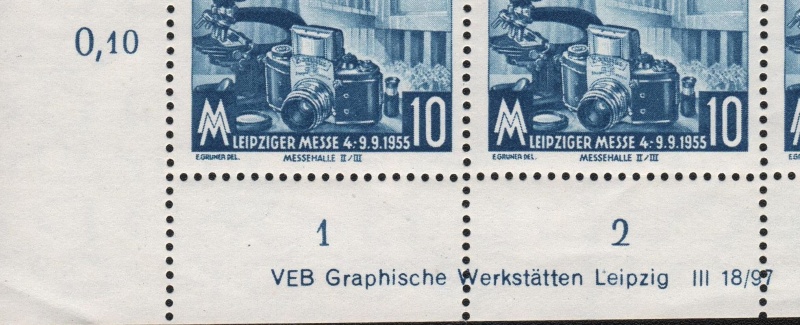 0,10
M LEIPZIGER MESSE 4.-9.9.1955 10
E.GRUNER DEL. MESSEHALLE II/III
M LEIPZIGER MESSE 4.-9.9.1955 10
E.GRUNER DEL. MESSEHALLE II/III
1 2
VEB Graphische Werkstätten Leipzig III 18/97